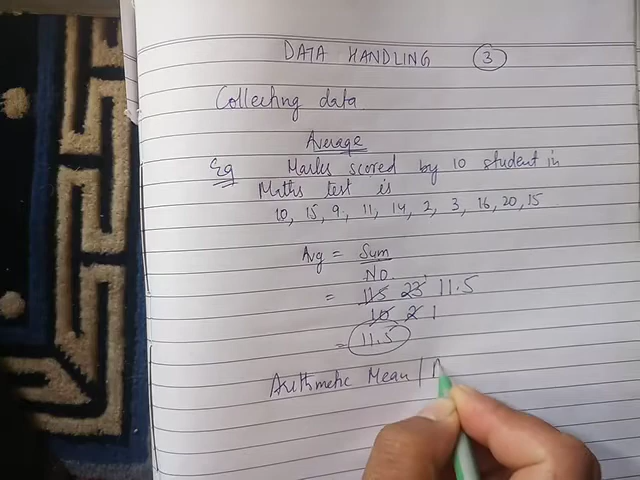 DATA HANDLING 3
Collecting data
Average
Eg Marks scored by 10 student in
Maths test is
10, 15, 9, 11, 14, 2, 3, 16, 20, 15
Avg = Sum
No.
= 115 23 11.5
10 2 1
= 11.5
Arithmetic Mean /